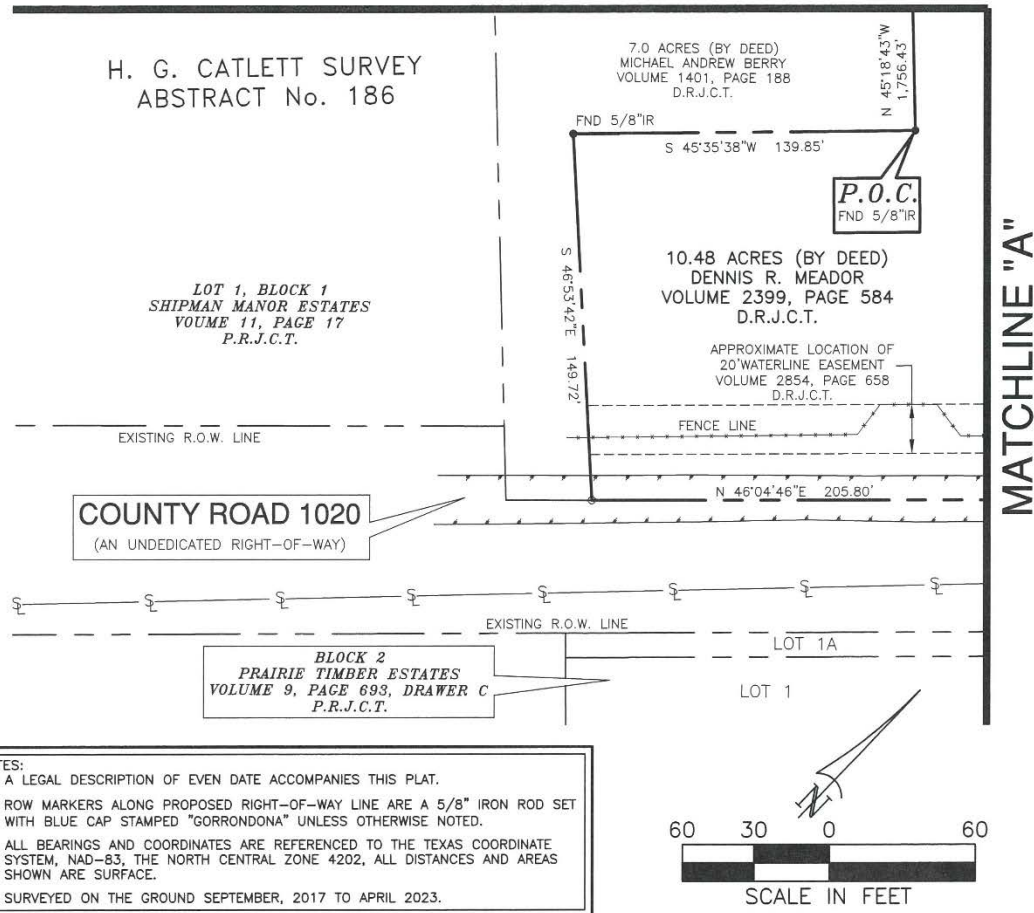 H. G. CATLETT SURVEY
ABSTRACT No. 186
7.0 ACRES (BY DEED)
MICHAEL ANDREW BERRY
VOLUME 1401, PAGE 188
D.R.J.C.T.
N 45°18'43"W
1,756.43'
FND 5/8"IR
S 45°35'38"W 139.85'
P.O.C.
FND 5/8"IR
MATCHLINE "A"
10.48 ACRES (BY DEED)
DENNIS R. MEADOR
VOLUME 2399, PAGE 584
D.R.J.C.T.
S 46°53'42"E 149.72'
LOT 1, BLOCK 1
SHIPMAN MANOR ESTATES
VOUME 11, PAGE 17
P.R.J.C.T.
APPROXIMATE LOCATION OF
20'WATERLINE EASEMENT
VOLUME 2854, PAGE 658
D.R.J.C.T.
EXISTING R.O.W. LINE
FENCE LINE
N 46°04'46"E 205.80'
COUNTY ROAD 1020
(AN UNDEDICATED RIGHT-OF-WAY)
EXISTING R.O.W. LINE
LOT 1A
BLOCK 2
PRAIRIE TIMBER ESTATES
VOLUME 9, PAGE 693, DRAWER C
P.R.J.C.T.
LOT 1
A LEGAL DESCRIPTION OF EVEN DATE ACCOMPANIES THIS PLAT.
ROW MARKERS ALONG PROPOSED RIGHT-OF-WAY LINE ARE A 5/8" IRON ROD SET
WITH BLUE CAP STAMPED "GORRONDONA" UNLESS OTHERWISE NOTED.
ALL BEARINGS AND COORDINATES ARE REFERENCED TO THE TEXAS COORDINATE
SYSTEM, NAD-83, THE NORTH CENTRAL ZONE 4202, ALL DISTANCES AND AREAS
SHOWN ARE SURFACE.
SURVEYED ON THE GROUND SEPTEMBER, 2017 TO APRIL 2023.
N
60 30 0 60
SCALE IN FEET